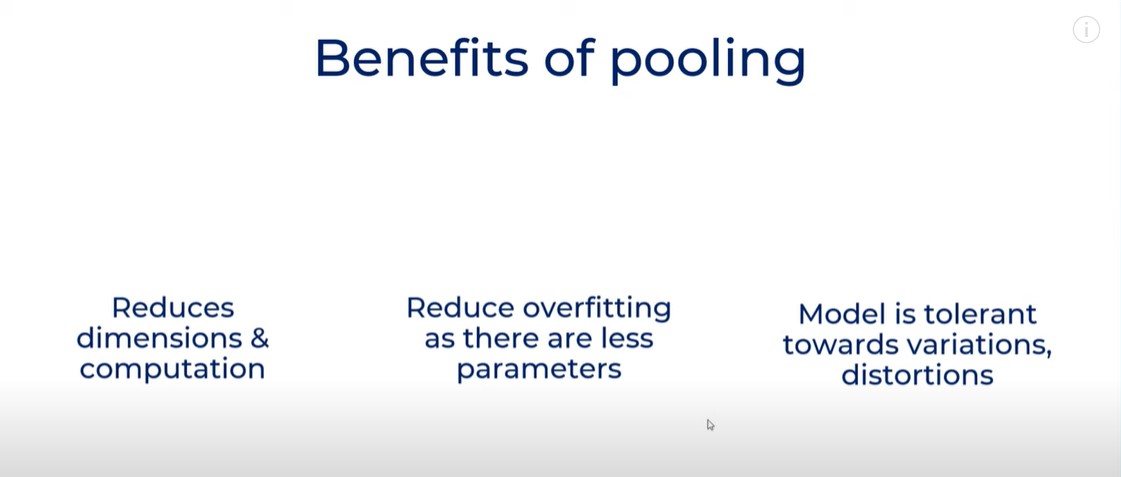 Benefits of pooling
Reduces
dimensions &
computation
Reduce overfitting
as there are less
parameters
Model is tolerant
towards variations,
distortions